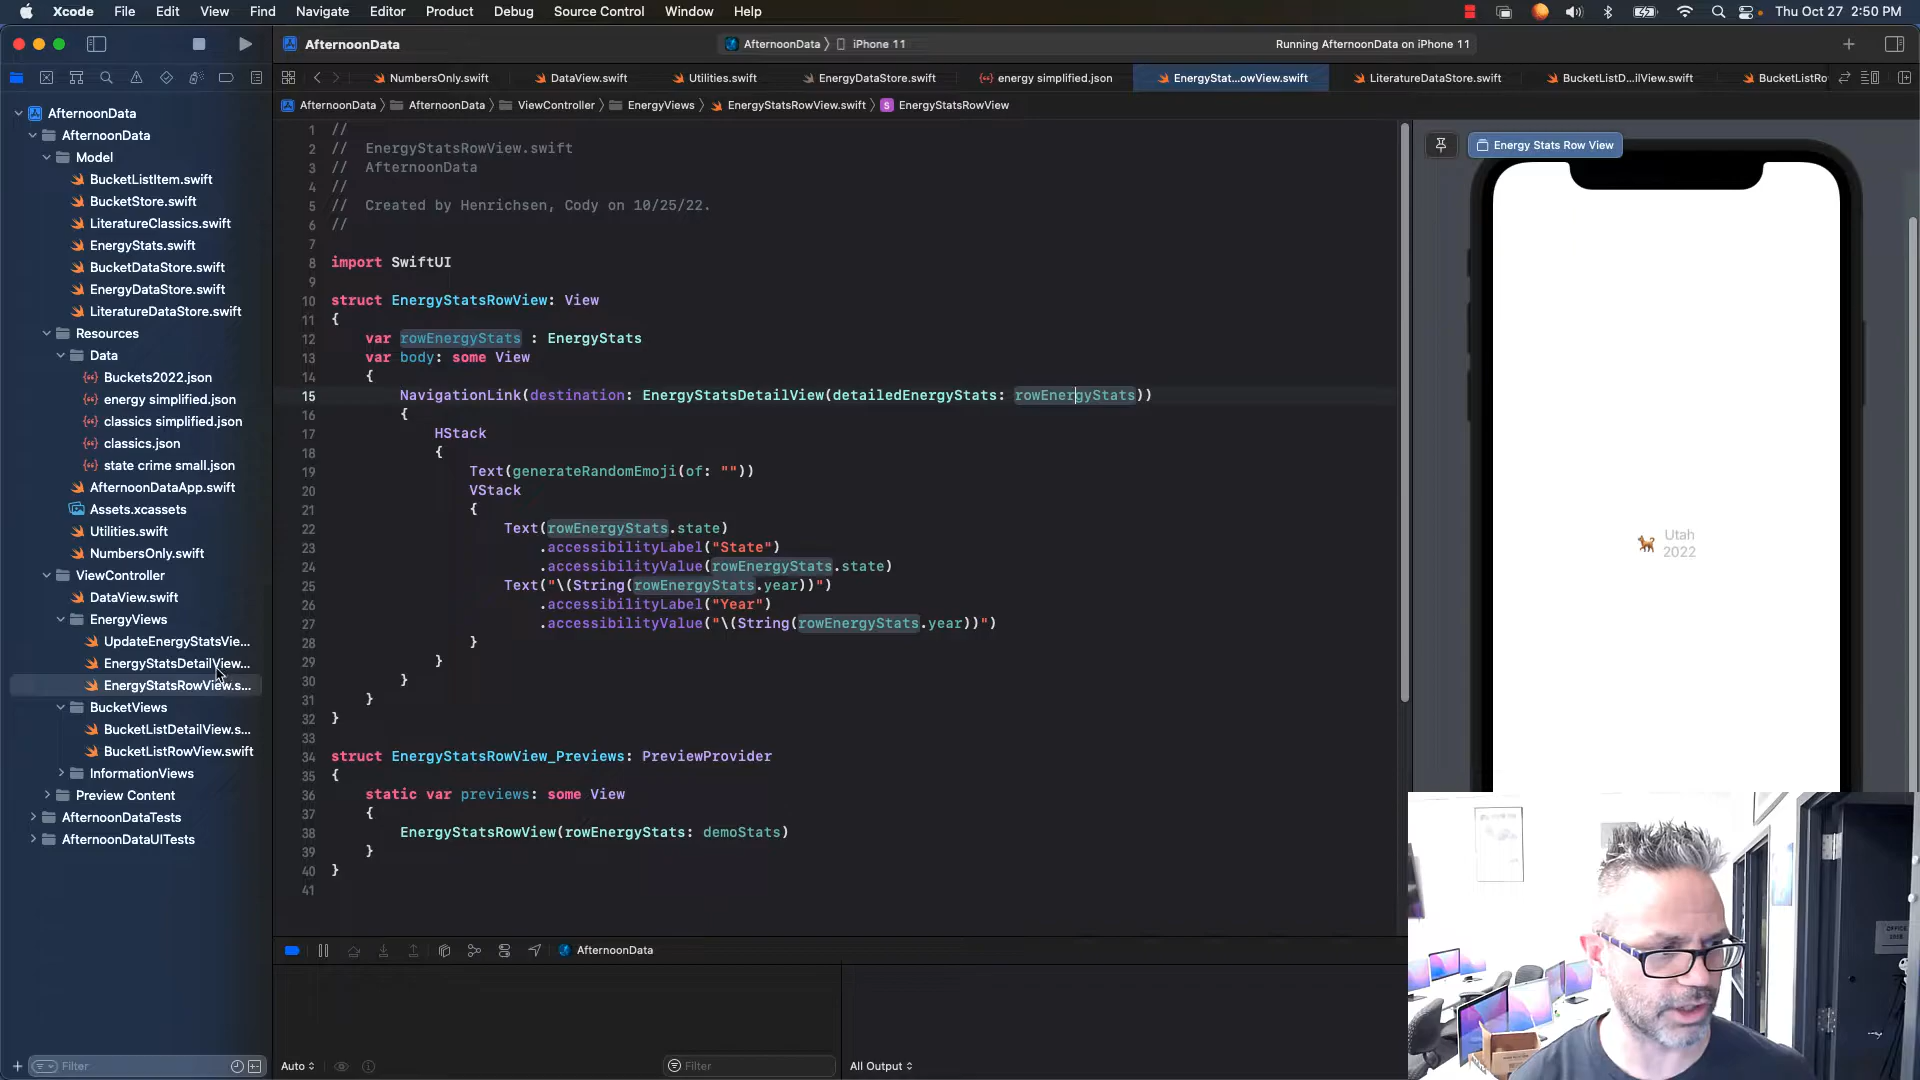 Xcode File Edit View Find Navigate Editor Product Debug Source Control Window Help Thu Oct 27 2:50 PM
AfternoonData AfternoonData iPhone 11 Running AfternoonData on iPhone 11
NumbersOnly.swift DataView.swift Utilities.swift EnergyDataStore.swift energy simplified.json EnergyStat...owView.swift LiteratureDataStore.swift BucketListD...ilView.swift BucketListRo
AfternoonData AfternoonData ViewController EnergyViews EnergyStatsRowView.swift S EnergyStatsRowView
AfternoonData
AfternoonData
Model
BucketListItem.swift
BucketStore.swift
LiteratureClassics.swift
EnergyStats.swift
BucketDataStore.swift
EnergyDataStore.swift
LiteratureDataStore.swift
Resources
Data
Buckets2022.json
energy simplified.json
classics simplified.json
classics.json
state crime small.json
AfternoonDataApp.swift
Assets.xcassets
Utilities.swift
NumbersOnly.swift
ViewController
DataView.swift
EnergyViews
UpdateEnergyStatsVie...
EnergyStatsDetailView...
EnergyStatsRowView.s...
BucketViews
BucketListDetailView.s...
BucketListRowView.swift
InformationViews
Preview Content
AfternoonDataTests
AfternoonDataUITests
Filter
1 //
2 // EnergyStatsRowView.swift
3 // AfternoonData
4 //
5 // Created by Henrichsen, Cody on 10/25/22.
6 //
7
8 import SwiftUI
9
10 struct EnergyStatsRowView: View
11 {
12 var rowEnergyStats : EnergyStats
13 var body: some View
14 {
15 NavigationLink(destination: EnergyStatsDetailView(detailedEnergyStats: rowEnergyStats))
16 {
17 HStack
18 {
19 Text(generateRandomEmoji(of: ""))
20 VStack
21 {
22 Text(rowEnergyStats.state)
23 .accessibilityLabel("State")
24 .accessibilityValue(rowEnergyStats.state)
25 Text("\(String(rowEnergyStats.year))")
26 .accessibilityLabel("Year")
27 .accessibilityValue("\(String(rowEnergyStats.year))")
28 }
29 }
30 }
31 }
32 }
33
34 struct EnergyStatsRowView_Previews: PreviewProvider
35 {
36 static var previews: some View
37 {
38 EnergyStatsRowView(rowEnergyStats: demoStats)
39 }
40 }
41
Energy Stats Row View
Utah
2022
AfternoonData
Auto Filter All Output